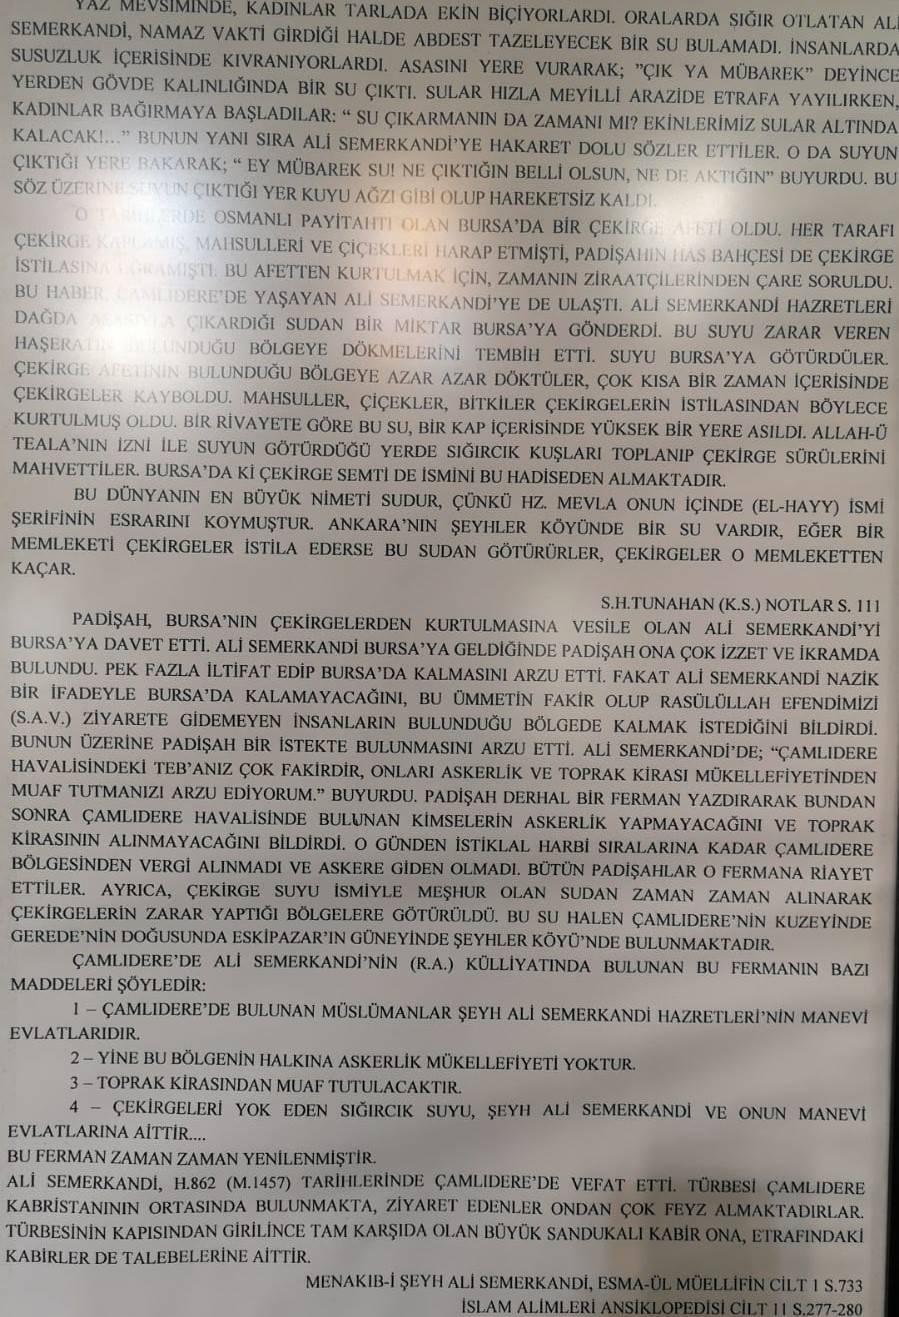 YAZ MEVSİMİNDE, KADINLAR TARLADA EKİN BİÇİYORLARDI. ORALARDA SIĞIR OTLATAN ALİ
SEMERKANDİ, NAMAZ VAKTİ GİRDİĞİ HALDE ABDEST TAZELEYECEK BİR SU BULAMADI. İNSANLARDA
SUSUZLUK İÇERİSİNDE KIVRANIYORLARDI. ASASINI YERE VURARAK; "ÇIK YA MÜBAREK" DEYİNCE
YERDEN GÖVDE KALINLIĞINDA BİR SU ÇIKTI. SULAR HIZLA MEYİLLİ ARAZİDE ETRAFA YAYILIRKEN,
KADINLAR BAĞIRMAYA BAŞLADILAR: " SU ÇIKARMANIN DA ZAMANI MI? EKİNLERİMİZ SULAR ALTINDA
KALACAK!..." BUNUN YANI SIRA ALİ SEMERKANDİ'YE HAKARET DOLU SÖZLER ETTİLER. O DA SUYUN
ÇIKTIĞI YERE BAKARAK; " EY MÜBAREK SU! NE ÇIKTIĞIN BELLİ OLSUN, NE DE AKTIĞIN" BUYURDU. BU
SÖZ ÜZERİNE SUYUN ÇIKTIĞI YER KUYU AĞZI GİBİ OLUP HAREKETSİZ KALDI.
O TARİHLERDE OSMANLI PAYİTAHTI OLAN BURSA'DA BİR ÇEKİRGE AFETİ OLDU. HER TARAFI
ÇEKİRGE KAPLAMIŞ, MAHSULLERİ VE ÇİÇEKLERİ HARAP ETMİŞTİ, PADİŞAHIN HAS BAHÇESİ DE ÇEKİRGE
İSTİLASINA UĞRAMIŞTI. BU AFETTEN KURTULMAK İÇİN, ZAMANIN ZİRAATÇİLERİNDEN ÇARE SORULDU.
BU HABER, ÇAMLIDERE'DE YAŞAYAN ALİ SEMERKANDİ'YE DE ULAŞTI. ALİ SEMERKANDİ HAZRETLERİ
DAĞDA ASASIYLA ÇIKARDIĞI SUDAN BİR MİKTAR BURSA'YA GÖNDERDİ. BU SUYU ZARAR VEREN
HAŞERATIN BULUNDUĞU BÖLGEYE DÖKMELERİNİ TEMBİH ETTİ. SUYU BURSA'YA GÖTÜRDÜLER.
ÇEKİRGE AFETİNİN BULUNDUĞU BÖLGEYE AZAR AZAR DÖKTÜLER, ÇOK KISA BİR ZAMAN İÇERİSİNDE
ÇEKİRGELER KAYBOLDU. MAHSULLER, ÇİÇEKLER, BİTKİLER ÇEKİRGELERİN İSTİLASINDAN BÖYLECE
KURTULMUŞ OLDU. BİR RİVAYETE GÖRE BU SU, BİR KAP İÇERİSİNDE YÜKSEK BİR YERE ASILDI. ALLAH-Ü
TEALA'NIN İZNİ İLE SUYUN GÖTÜRDÜĞÜ YERDE SIĞIRCIK KUŞLARI TOPLANIP ÇEKİRGE SÜRÜLERİNİ
MAHVETTİLER. BURSA'DA Kİ ÇEKİRGE SEMTİ DE İSMİNİ BU HADİSEDEN ALMAKTADIR.
BU DÜNYANIN EN BÜYÜK NİMETİ SUDUR, ÇÜNKÜ HZ. MEVLA ONUN İÇİNDE (EL-HAYY) İSMİ
ŞERİFİNİN ESRARINI KOYMUŞTUR. ANKARA'NIN ŞEYHLER KÖYÜNDE BİR SU VARDIR, EĞER BİR
MEMLEKETİ ÇEKİRGELER İSTİLA EDERSE BU SUDAN GÖTÜRÜRLER, ÇEKİRGELER O MEMLEKETTEN
KAÇAR.
S.H.TUNAHAN (K.S.) NOTLAR S. 111
PADİŞAH, BURSA'NIN ÇEKİRGELERDEN KURTULMASINA VESİLE OLAN ALİ SEMERKANDİ'Yİ
BURSA'YA DAVET ETTİ. ALİ SEMERKANDİ BURSA'YA GELDİĞİNDE PADİŞAH ONA ÇOK İZZET VE İKRAMDA
BULUNDU. PEK FAZLA İLTİFAT EDİP BURSA'DA KALMASINI ARZU ETTİ. FAKAT ALİ SEMERKANDİ NAZİK
BİR İFADEYLE BURSA'DA KALAMAYACAĞINI, BU ÜMMETİN FAKİR OLUP RASÜLÜLLAH EFENDİMİZİ
(S.A.V.) ZİYARETE GİDEMEYEN İNSANLARIN BULUNDUĞU BÖLGEDE KALMAK İSTEDİĞİNİ BİLDİRDİ.
BUNUN ÜZERİNE PADİŞAH BİR İSTEKTE BULUNMASINI ARZU ETTİ. ALİ SEMERKANDİ'DE; "ÇAMLIDERE
HAVALİSİNDEKİ TEB'ANIZ ÇOK FAKİRDİR, ONLARI ASKERLİK VE TOPRAK KİRASI MÜKELLEFİYETİNDEN
MUAF TUTMANIZI ARZU EDİYORUM." BUYURDU. PADİŞAH DERHAL BİR FERMAN YAZDIRARAK BUNDAN
SONRA ÇAMLIDERE HAVALİSİNDE BULUNAN KİMSELERİN ASKERLİK YAPMAYACAĞINI VE TOPRAK
KİRASININ ALINMAYACAĞINI BİLDİRDİ. O GÜNDEN İSTİKLAL HARBİ SIRALARINA KADAR ÇAMLIDERE
BÖLGESİNDEN VERGİ ALINMADI VE ASKERE GİDEN OLMADI. BÜTÜN PADİŞAHLAR O FERMANA RİAYET
ETTİLER. AYRICA, ÇEKİRGE SUYU İSMİYLE MEŞHUR OLAN SUDAN ZAMAN ZAMAN ALINARAK
ÇEKİRGELERİN ZARAR YAPTIĞI BÖLGELERE GÖTÜRÜLDÜ. BU SU HALEN ÇAMLIDERE'NİN KUZEYİNDE
GEREDE'NİN DOĞUSUNDA ESKİPAZAR'IN GÜNEYİNDE ŞEYHLER KÖYÜ'NDE BULUNMAKTADIR.
ÇAMLIDERE'DE ALİ SEMERKANDİ'NİN (R.A.) KÜLLİYATINDA BULUNAN BU FERMANIN BAZI
MADDELERİ ŞÖYLEDİR:
1 – ÇAMLIDERE'DE BULUNAN MÜSLÜMANLAR ŞEYH ALİ SEMERKANDİ HAZRETLERİ'NİN MANEVİ
EVLATLARIDIR.
2 – YİNE BU BÖLGENİN HALKINA ASKERLİK MÜKELLEFİYETİ YOKTUR.
3 – TOPRAK KİRASINDAN MUAF TUTULACAKTIR.
4 – ÇEKİRGELERİ YOK EDEN SIĞIRCIK SUYU, ŞEYH ALİ SEMERKANDİ VE ONUN MANEVİ
EVLATLARINA AİTTİR....
BU FERMAN ZAMAN ZAMAN YENİLENMİŞTİR.
ALİ SEMERKANDİ, H.862 (M.1457) TARİHLERİNDE ÇAMLIDERE'DE VEFAT ETTİ. TÜRBESİ ÇAMLIDERE
KABRİSTANININ ORTASINDA BULUNMAKTA, ZİYARET EDENLER ONDAN ÇOK FEYZ ALMAKTADIRLAR.
TÜRBESİNİN KAPISINDAN GİRİLİNCE TAM KARŞIDA OLAN BÜYÜK SANDUKALI KABİR ONA, ETRAFINDAKİ
KABİRLER DE TALEBELERİNE AİTTİR.
MENAKIB-İ ŞEYH ALİ SEMERKANDİ, ESMA-ÜL MÜELLİFİN CİLT 1 S.733
İSLAM ALİMLERİ ANSİKLOPEDİSİ CİLT 11 S.277-280